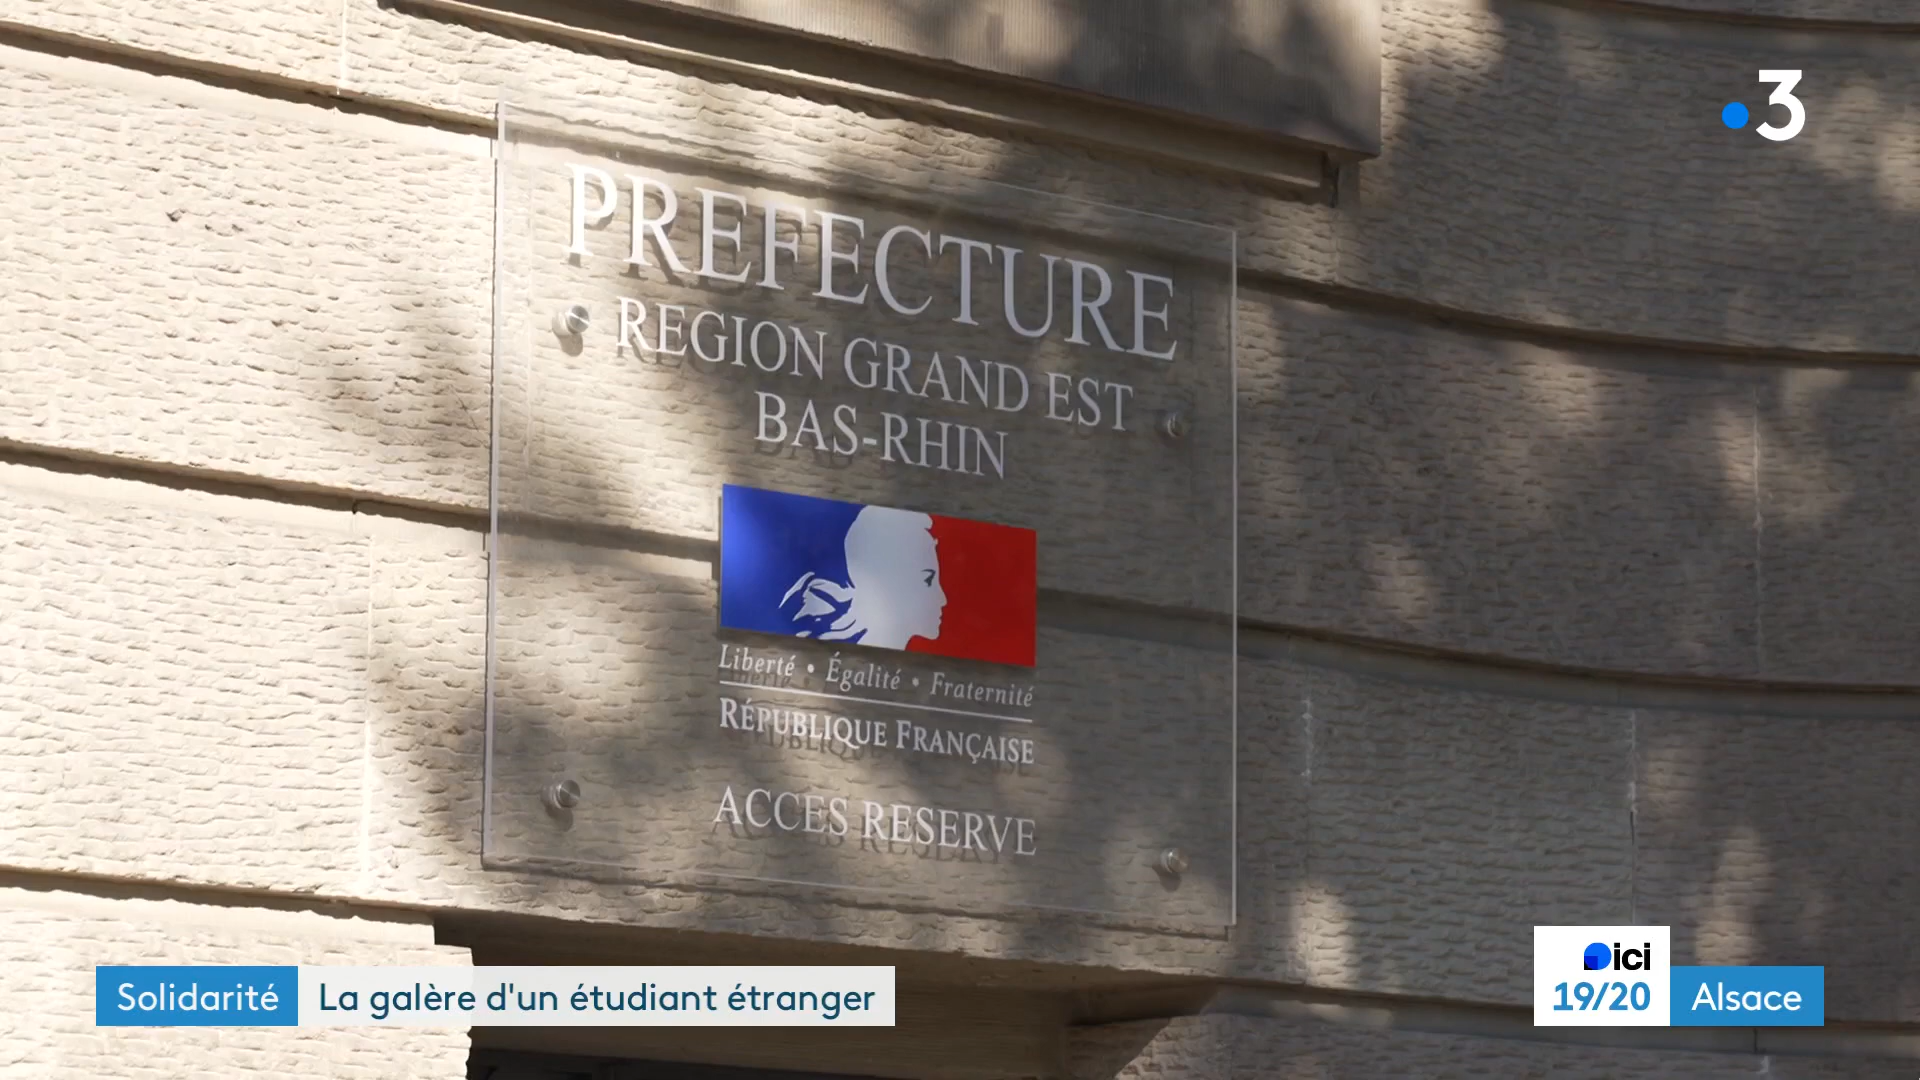 3
PREFECTURE
REGION GRAND EST
BAS-RHIN
Liberté • Égalité • Fraternité
RÉPUBLIQUE FRANÇAISE
ACCES RESERVE
Solidarité La galère d'un étudiant étranger
ici
19/20 Alsace